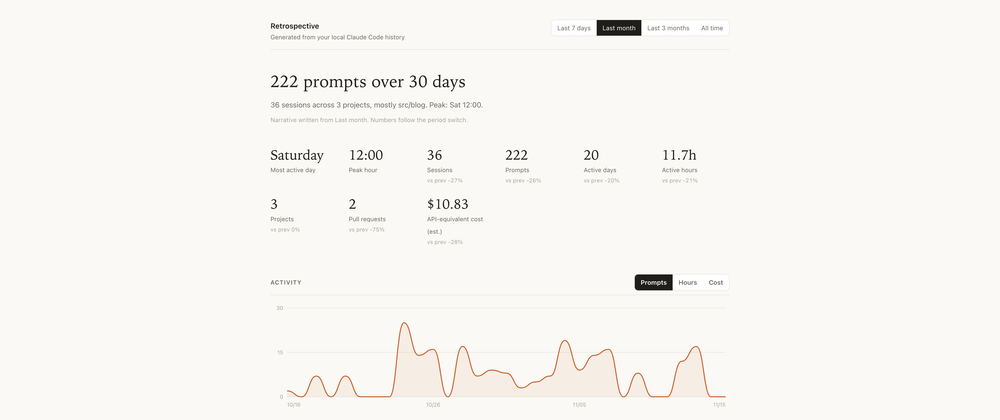 Retrospective
Generated from your local Claude Code history
Last 7 days Last month Last 3 months All time
222 prompts over 30 days
36 sessions across 3 projects, mostly src/blog. Peak: Sat 12:00.
Narrative written from Last month. Numbers follow the period switch.
Saturday 12:00 36 222 20 11.7h
Most active day Peak hour Sessions Prompts Active days Active hours
vs prev -27% vs prev -26% vs prev -20% vs prev -21%
3 2 $10.83
Projects Pull requests API-equivalent cost
(est.)
vs prev 0% vs prev -75%
vs prev -28%
ACTIVITY Prompts Hours Cost
30
15
0
10/16 10/26 11/05 11/15